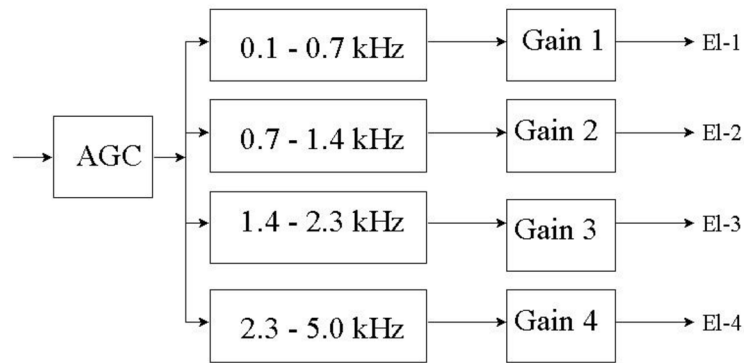 0.1 - 0.7 kHz Gain 1 El-1
0.7 - 1.4 kHz Gain 2 El-2
AGC
1.4 - 2.3 kHz Gain 3 El-3
2.3 - 5.0 kHz Gain 4 El-4